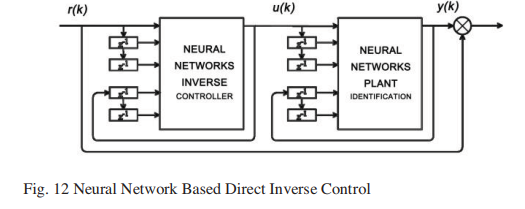 r(k)
u(k)
y(k)
NEURAL
NETWORKS
INVERSE
CONTROLLER
NEURAL
NETWORKS
PLANT
IDENTIFICATION
Fig. 12 Neural Network Based Direct Inverse Control